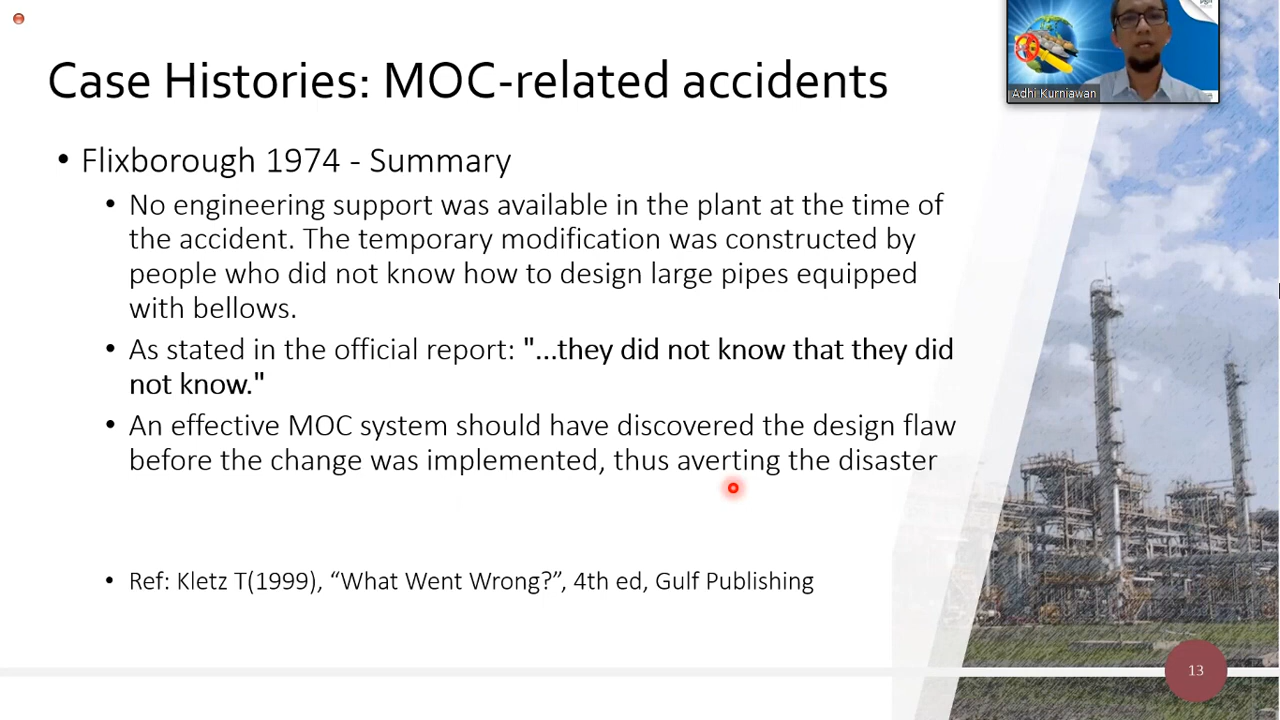 Case Histories: MOC-related accidents
Adhi Kurniawan
• Flixborough 1974 - Summary
• No engineering support was available in the plant at the time of
the accident. The temporary modification was constructed by
people who did not know how to design large pipes equipped
with bellows.
• As stated in the official report: "...they did not know that they did
not know."
• An effective MOC system should have discovered the design flaw
before the change was implemented, thus averting the disaster
• Ref: Kletz T(1999), “What Went Wrong?”, 4th ed, Gulf Publishing
13